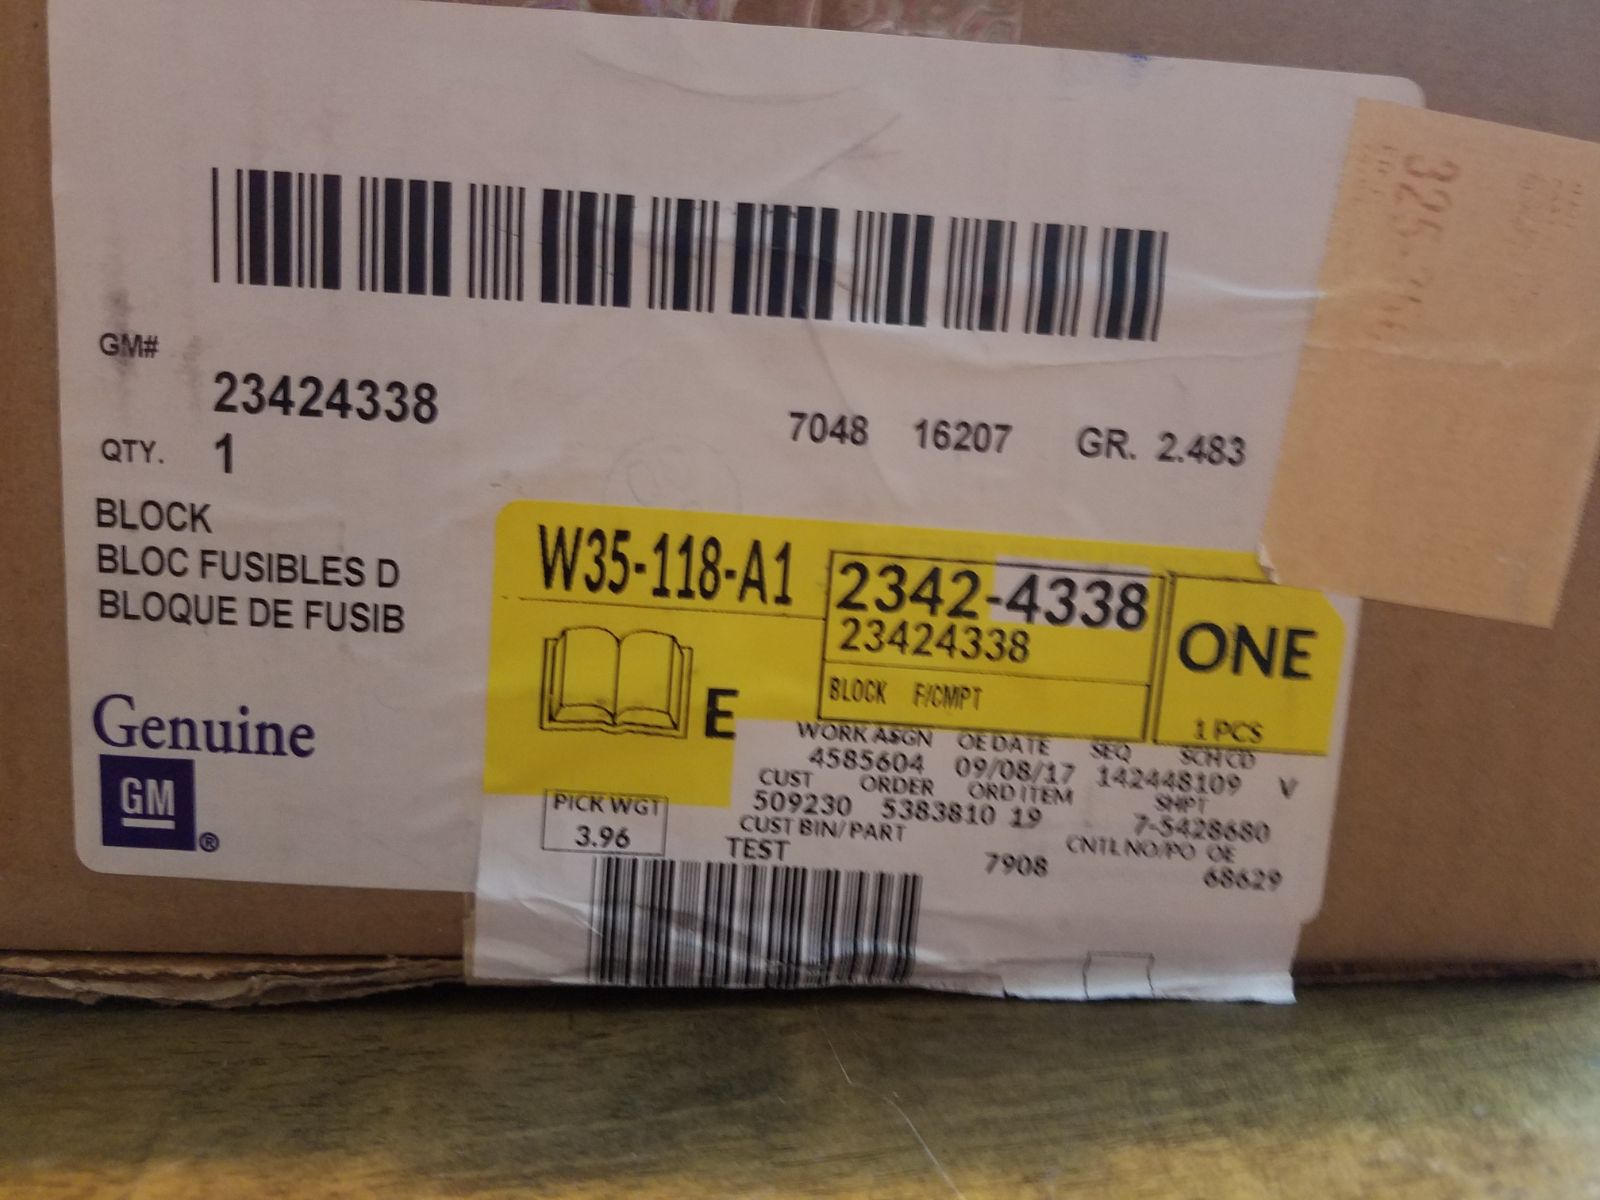 GM#
23424338
7048 16207 GR. 2.483
QTY. 1
BLOCK
BLOC FUSIBLES D
BLOQUE DE FUSIB
Genuine
GM
®
W35-118-A1
2342-4338
23424338
BLOCK F/CMPT
ONE
1 PCS
E
WORK ASGN OE DATE SEQ SCH CD
4585604 09/08/17 142448109 V
CUST ORDER ORD ITEM SHPT
509230 5383810 19 7-5428680
CUST BIN/PART CNTL NO/PO OE
TEST 7908 68629
PICK WGT
3.96
325